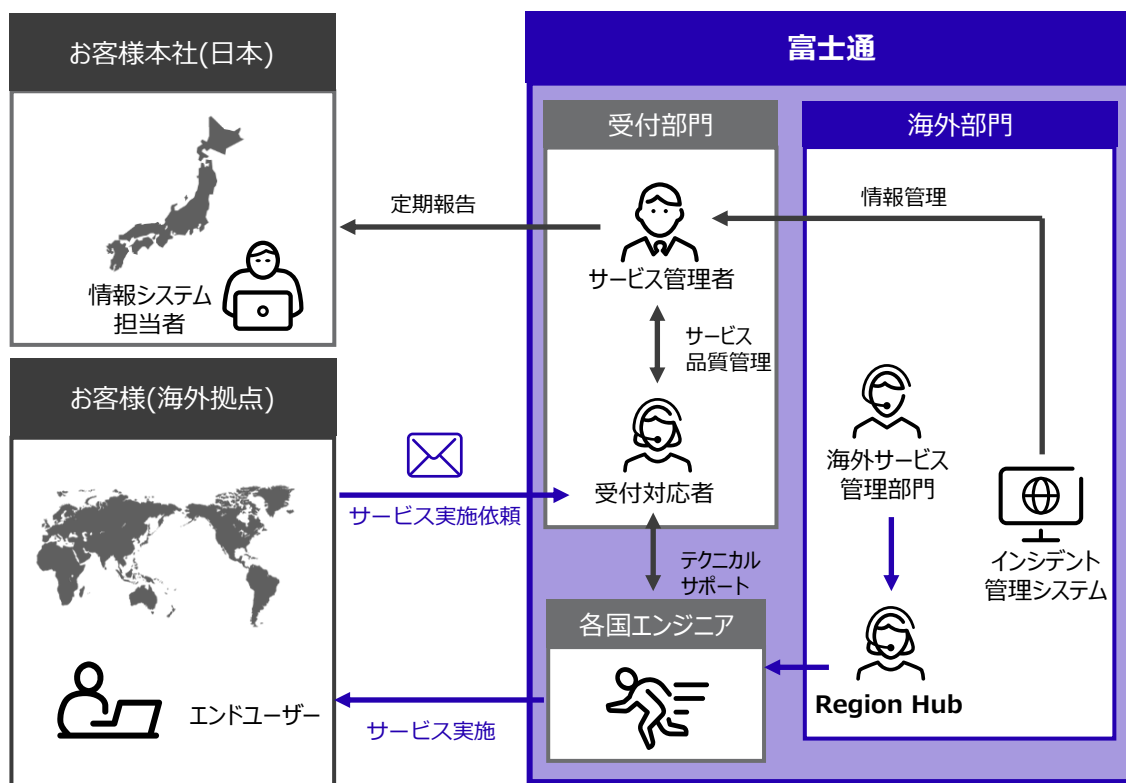 お客様本社(日本)
定期報告
情報システム
担当者
お客様(海外拠点)
サービス実施依頼
エンドユーザー
サービス実施
富士通
受付部門
サービス管理者
サービス
品質管理
受付対応者
テクニカル
サポート
各国エンジニア
海外部門
情報管理
海外サービス
管理部門
インシデント
管理システム
Region Hub